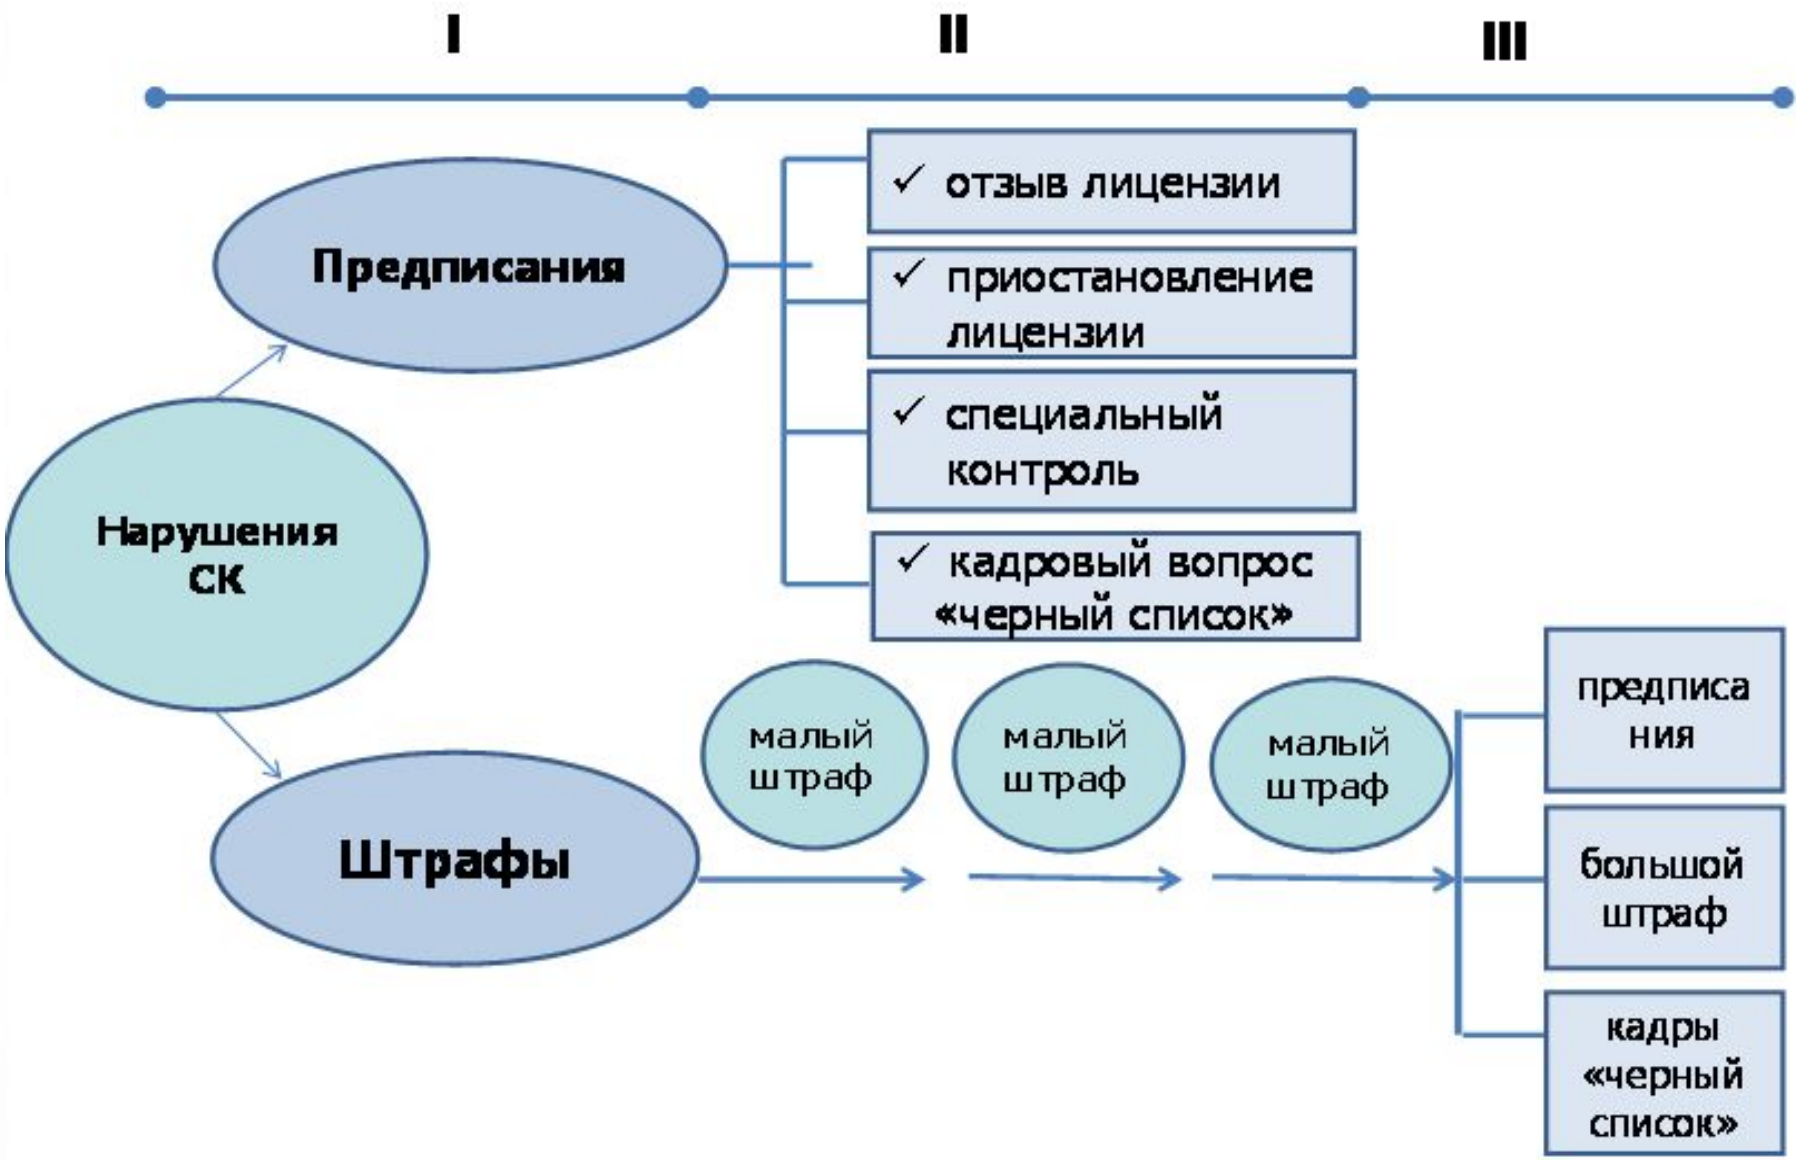 I
II
III
✓ отзыв лицензии
Предписания
✓ приостановление
лицензии
✓ специальный
контроль
Нарушения
СК
✓ кадровый вопрос
«черный список»
малый
штраф
малый
штраф
малый
штраф
предписа
ния
Штрафы
большой
штраф
кадры
«черный
список»